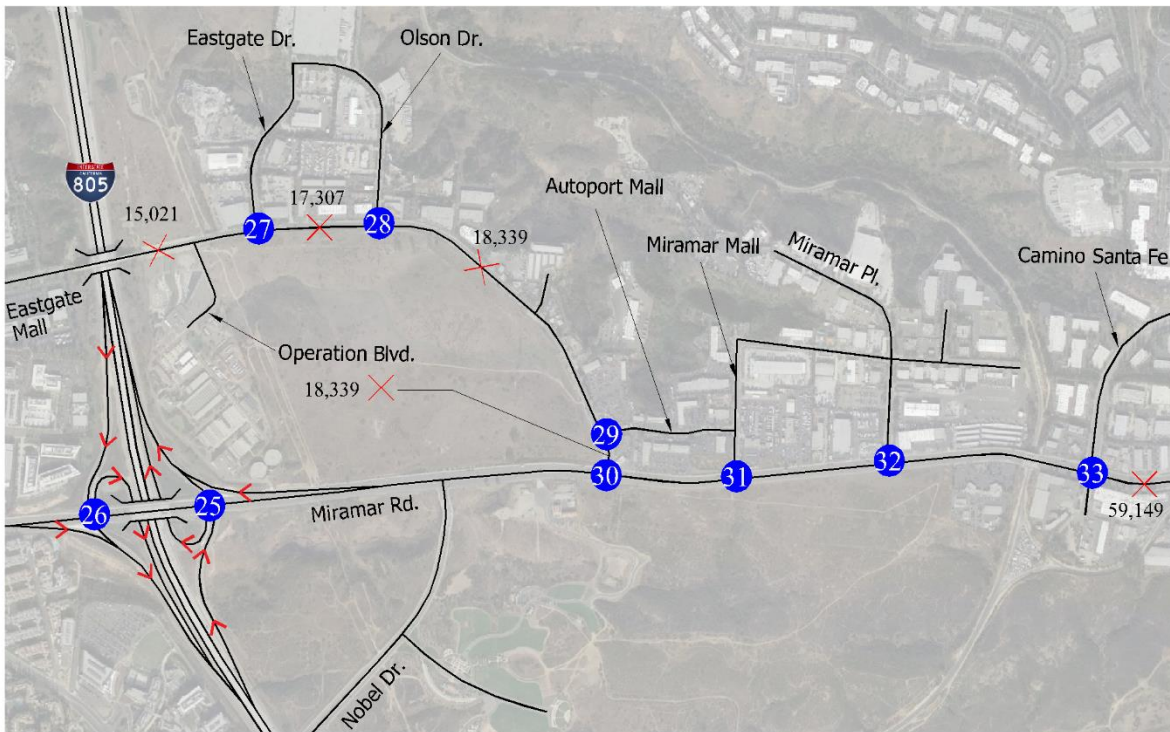 Eastgate Dr.
Olson Dr.
INTERSTATE
805
15,021
27
17,307
28
18,339
Autoport Mall
Miramar Mall
Miramar Pl.
Camino Santa Fe
Eastgate
Mall
Operation Blvd.
18,339
29
30
31
32
33
59,149
26
25
Miramar Rd.
Nobel Dr.